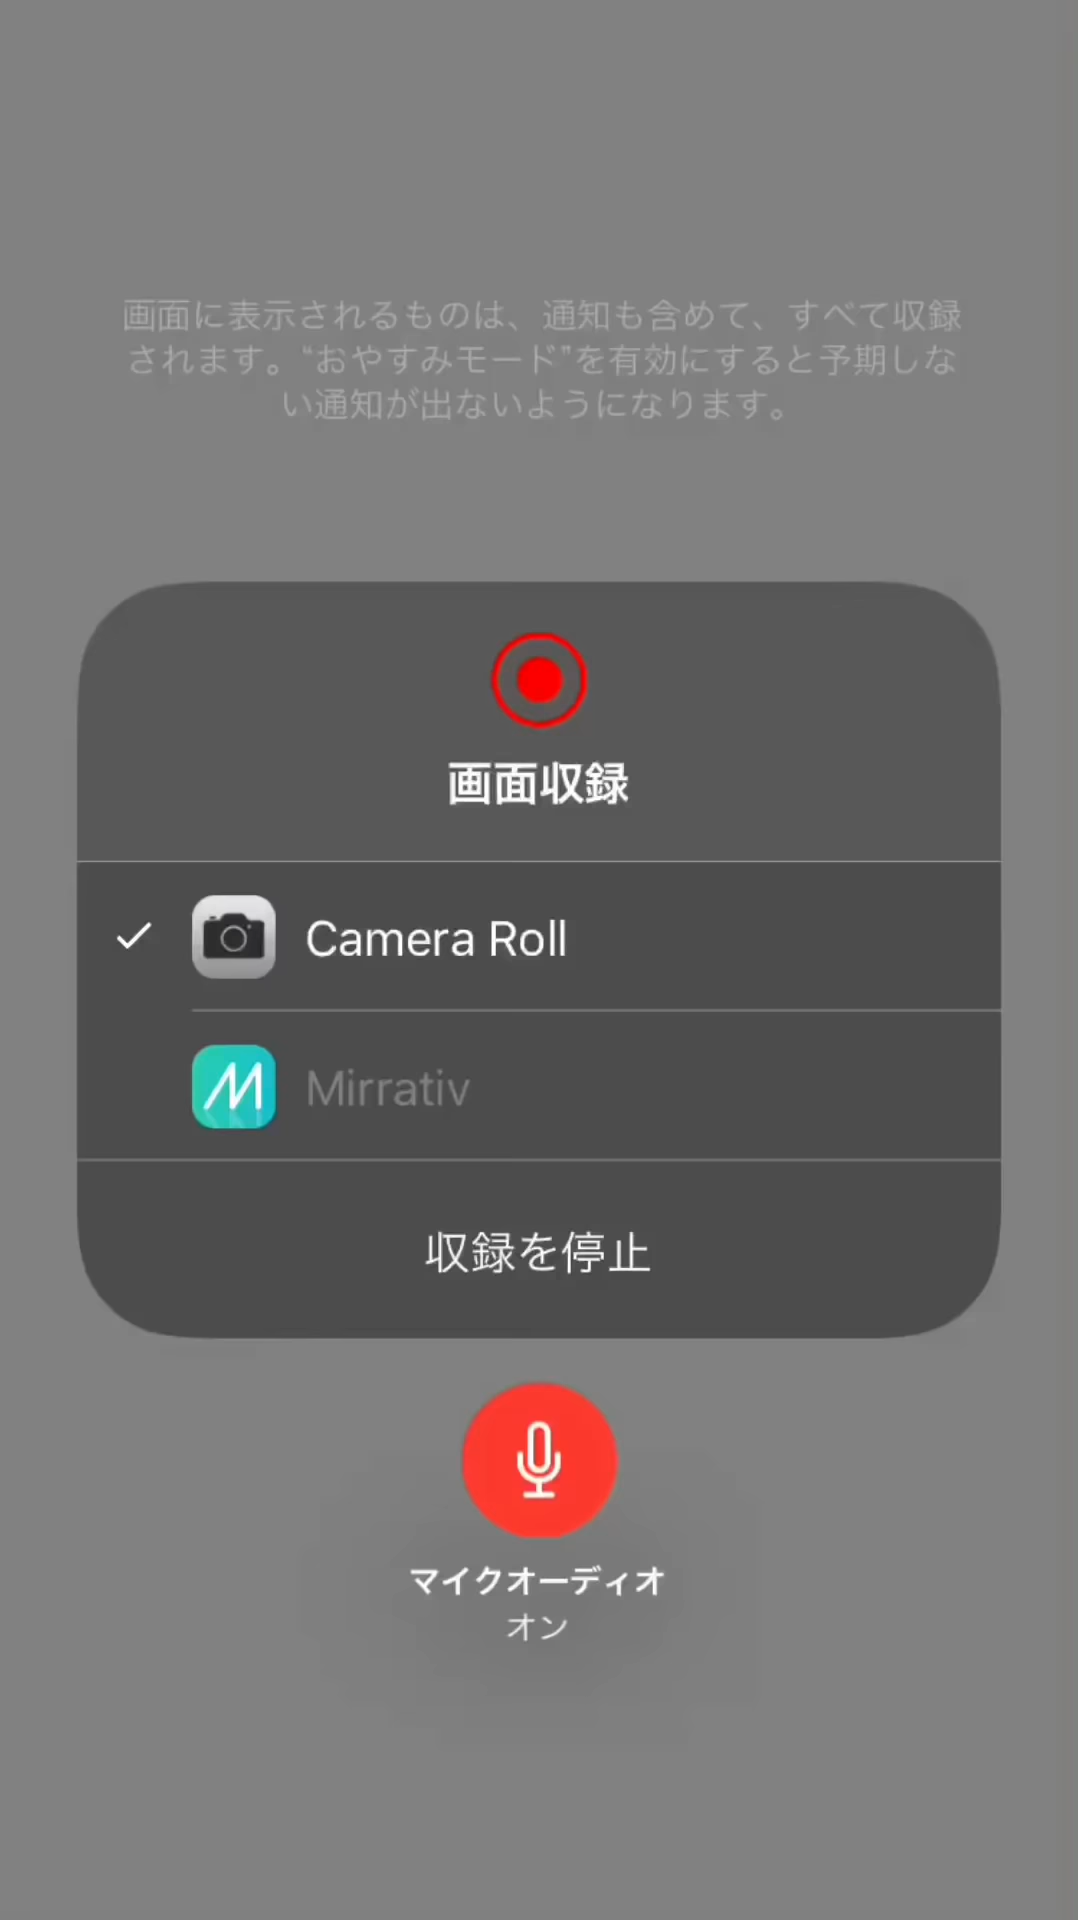 画面に表示されるものは、通知も含めて、すべて収録
されます。“おやすみモード”を有効にすると予期しな
い通知が出ないようになります。
画面収録
Camera Roll
Mirrativ
収録を停止
マイクオーディオ
オン